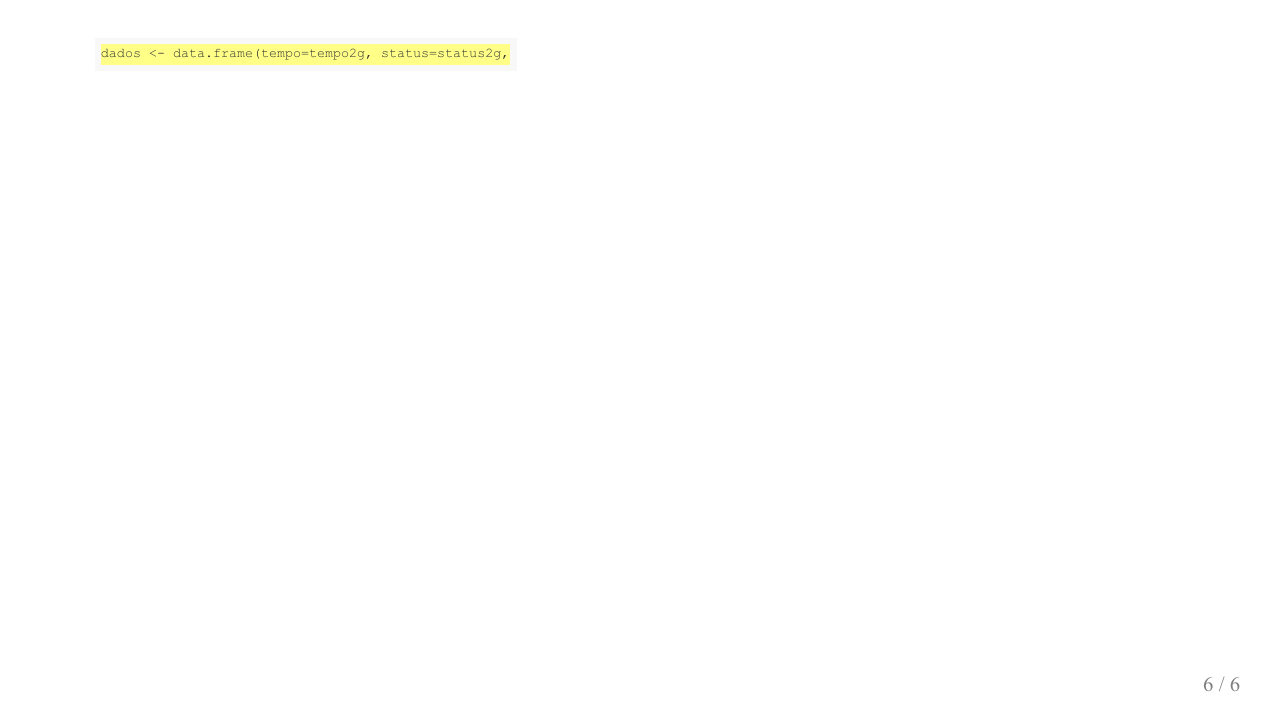 dados <- data.frame(tempo=tempo2g, status=status2g,
6 / 6